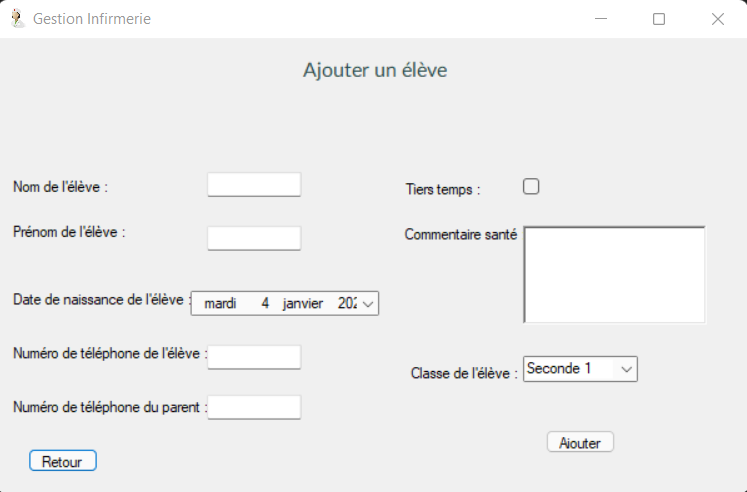 Gestion Infirmerie
Ajouter un élève
Nom de l'élève :
Tiers temps :
Prénom de l'élève :
Commentaire santé
Date de naissance de l'élève :
mardi 4 janvier 202
Numéro de téléphone de l'élève :
Classe de l'élève :
Seconde 1
Numéro de téléphone du parent :
Ajouter
Retour